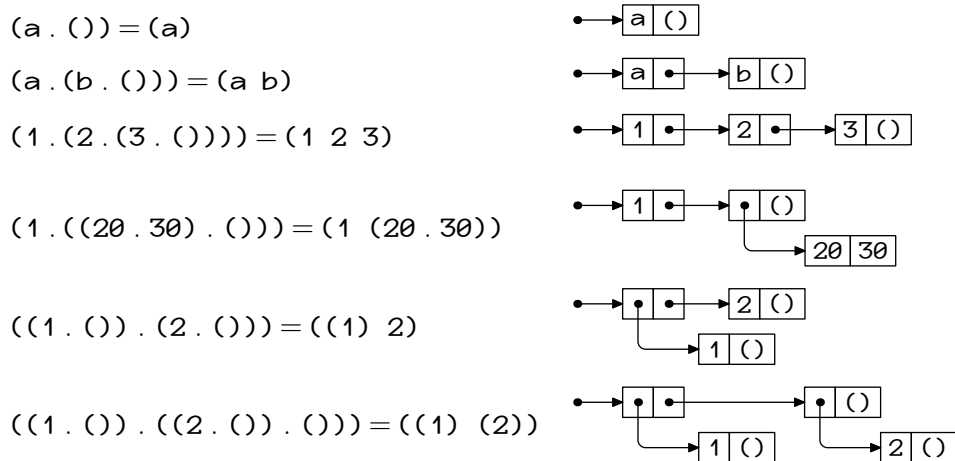 (a . ()) = (a)
a ()
(a . (b . ())) = (a b)
a b ()
(1 . (2 . (3 . ()))) = (1 2 3)
1 2 3 ()
(1 . ((20 . 30) . ())) = (1 (20 . 30))
1 ()
20 30
((1 . ()) . (2 . ())) = ((1) 2)
2 ()
1 ()
((1 . ()) . ((2 . ()) . ())) = ((1) (2))
()
1 () 2 ()